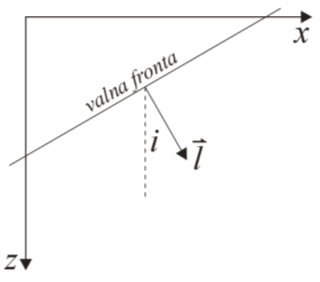 x
valna fronta
i
l⃗
z